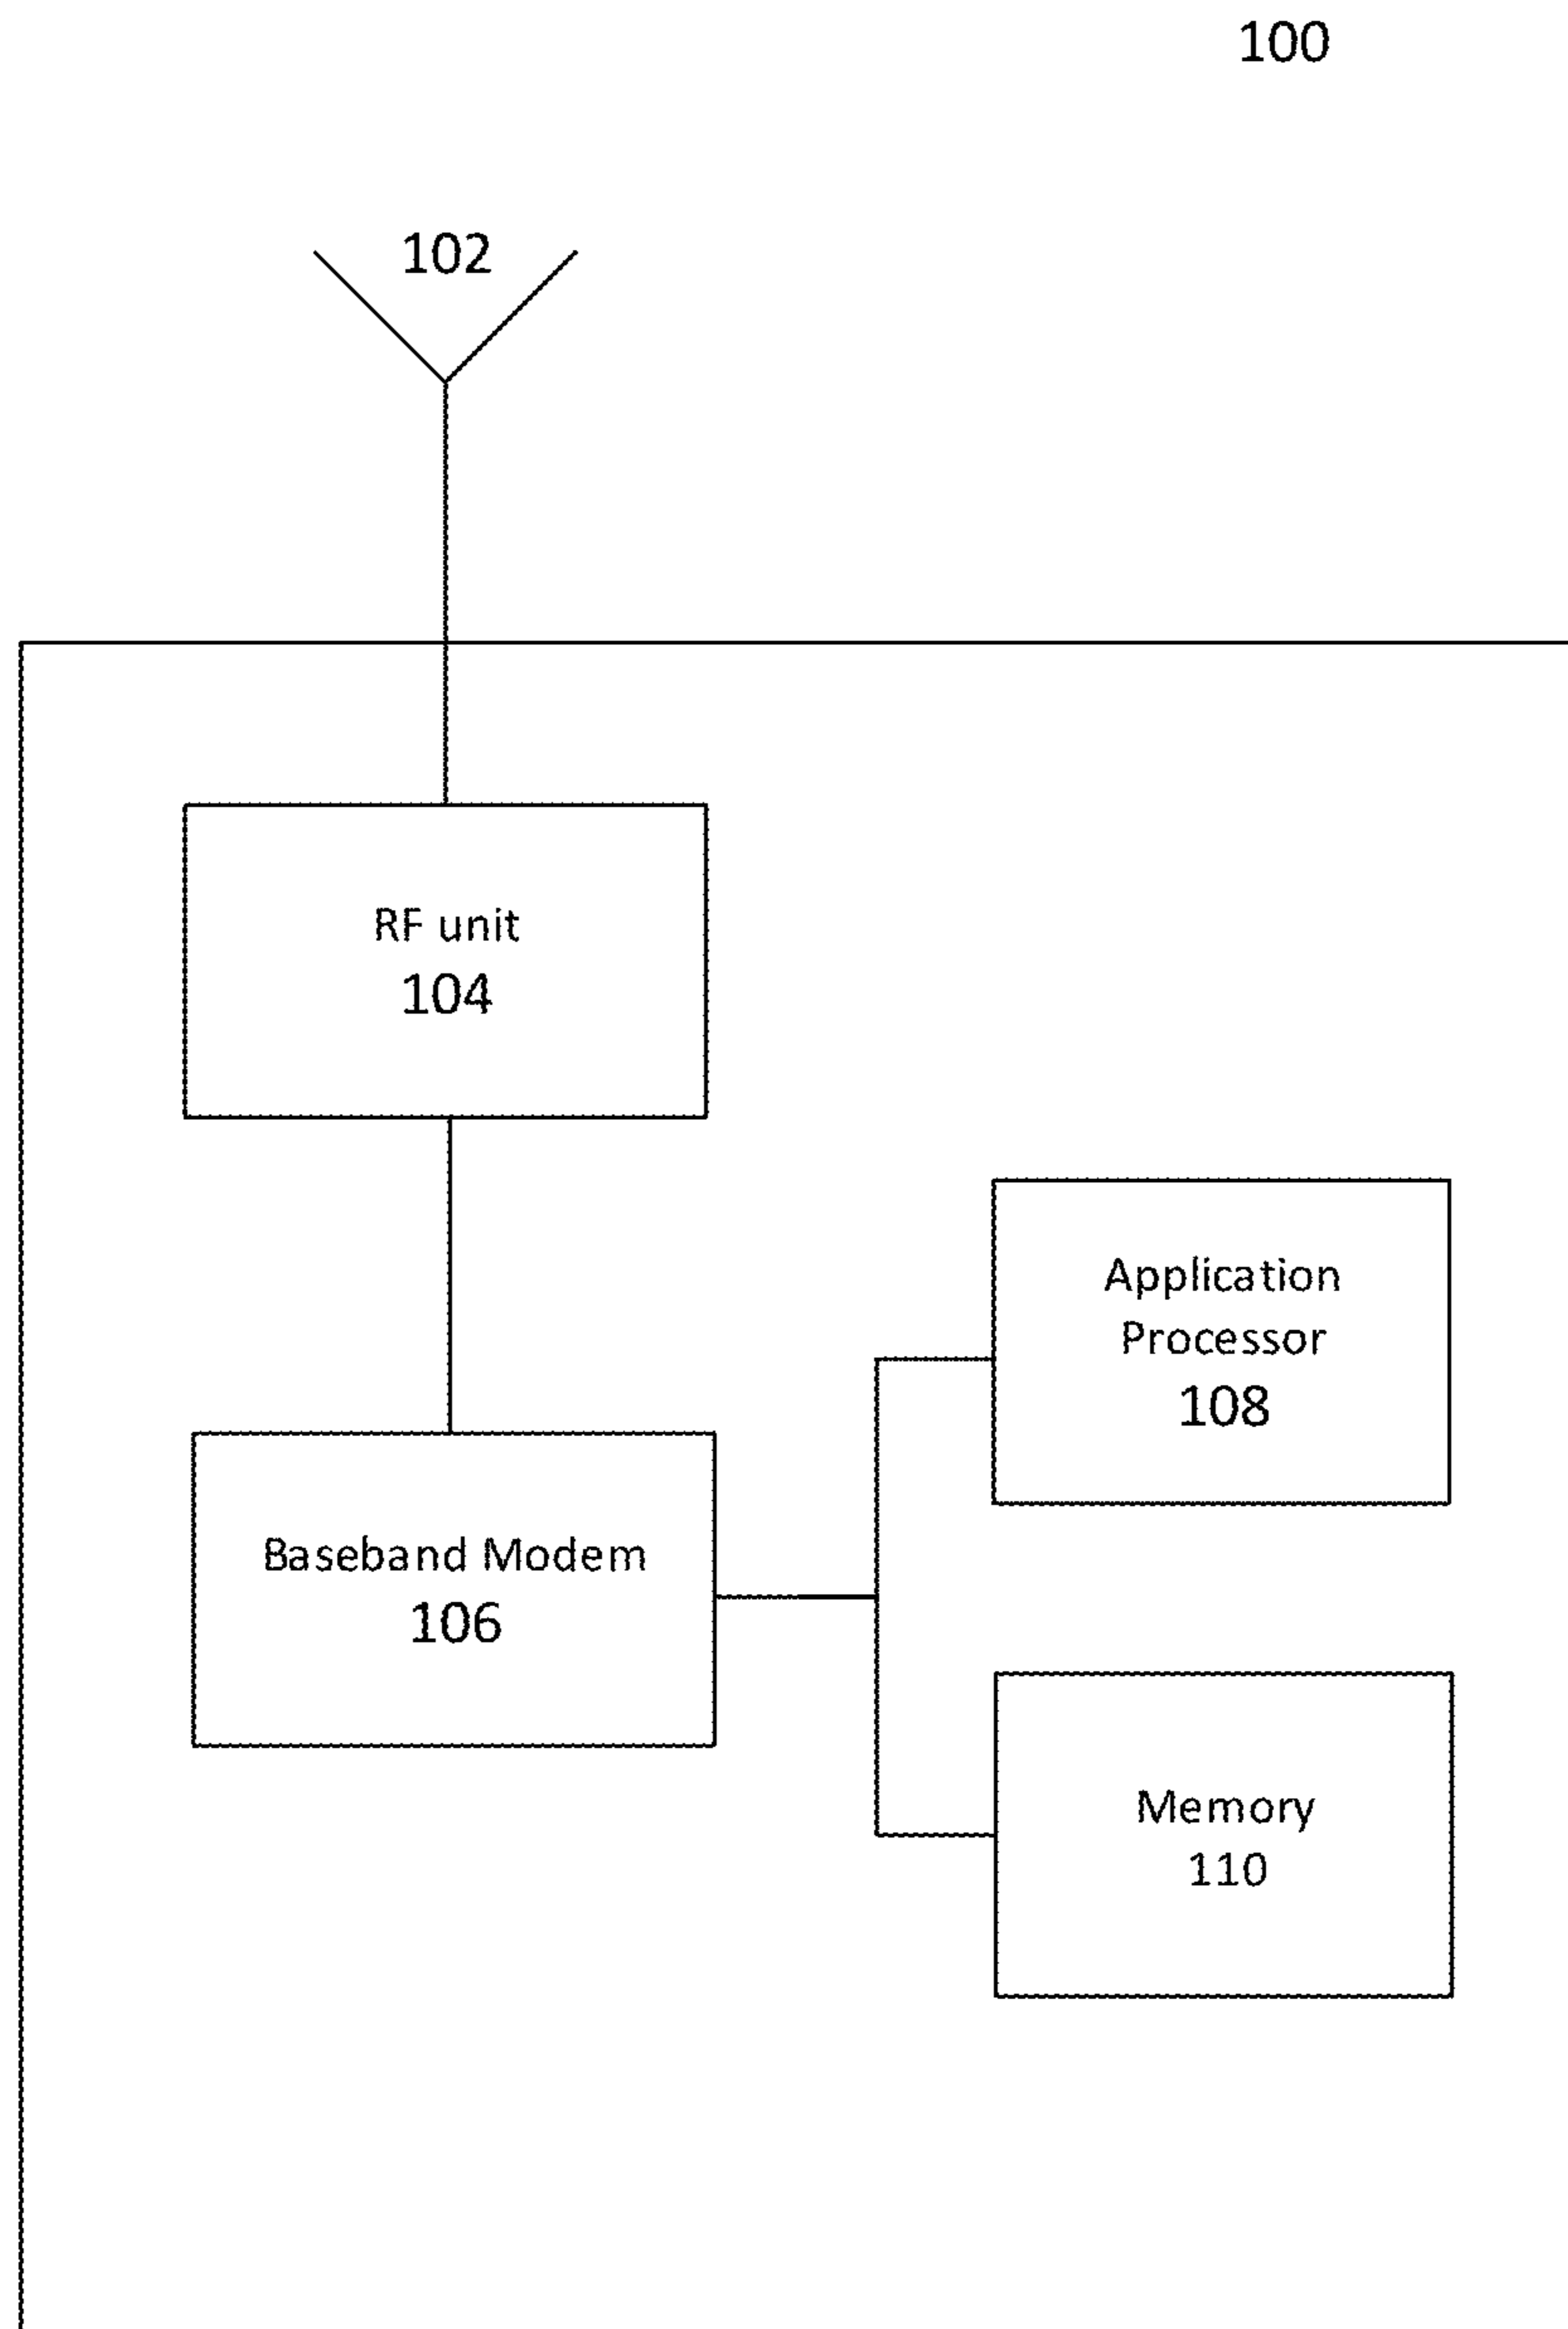 100
102
RF unit
104
Application
Processor
108
Baseband Modem
106
Memory
110